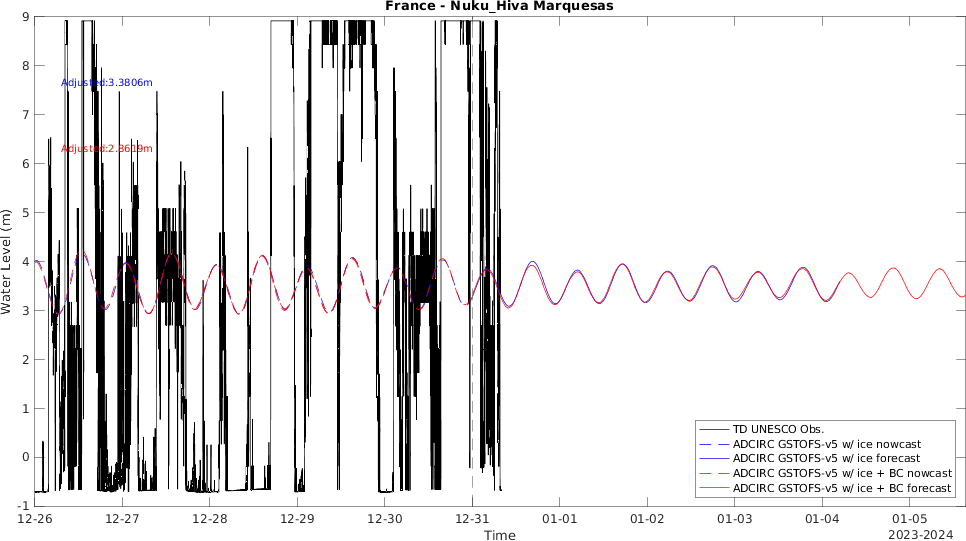 France - Nuku_Hiva Marquesas
9
8
7
6
5
4
3
2
1
0
-1
Water Level (m)
Adjusted:3.3806m
Adjusted:2.8619m
TD UNESCO Obs.
ADCIRC GSTOFS-v5 w/ ice nowcast
ADCIRC GSTOFS-v5 w/ ice forecast
ADCIRC GSTOFS-v5 w/ ice + BC nowcast
ADCIRC GSTOFS-v5 w/ ice + BC forecast
12-26 12-27 12-28 12-29 12-30 12-31 01-01 01-02 01-03 01-04 01-05
Time
2023-2024